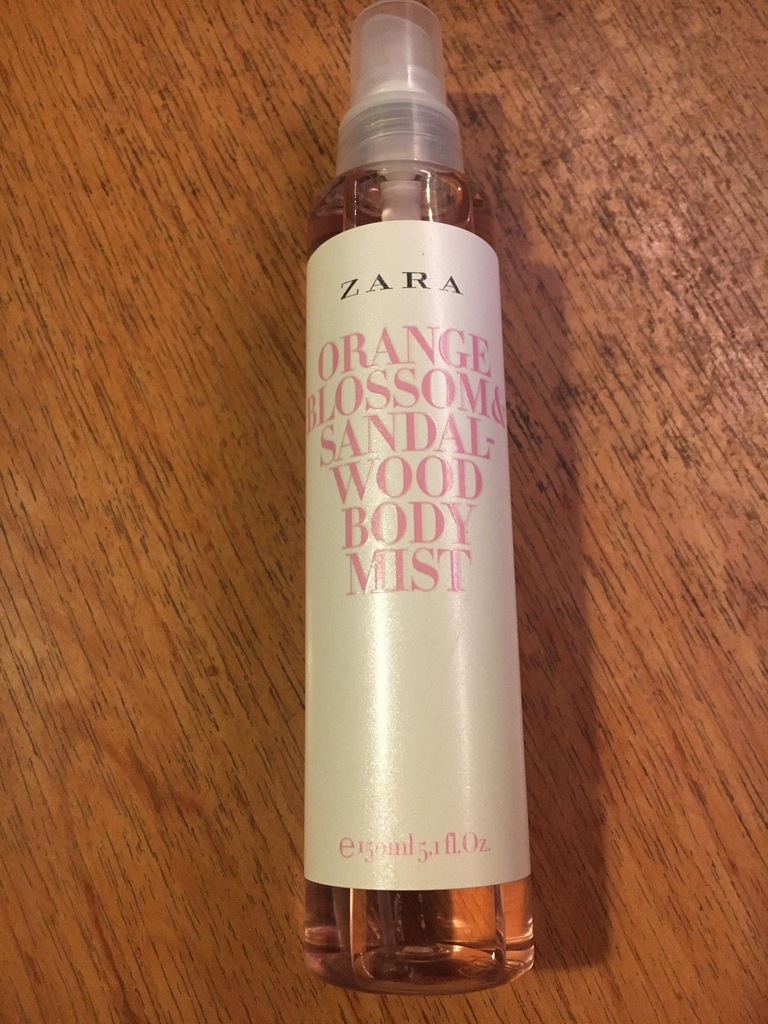 ZARA
ORANGE
BLOSSOM&
SANDAL-
WOOD
BODY
MIST
℮150ml 5,1 fl.Oz.